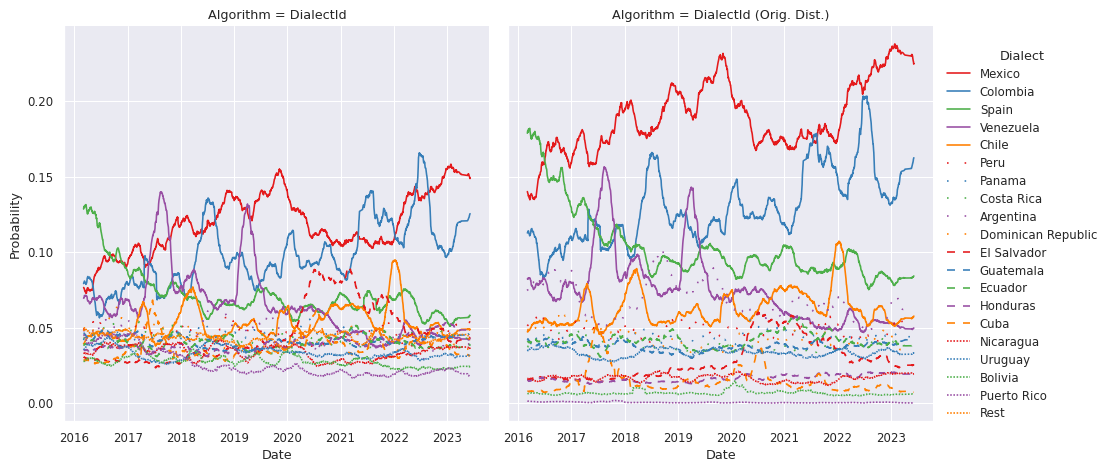 Algorithm = DialectId
Algorithm = DialectId (Orig. Dist.)
Probability
0.20
0.15
0.10
0.05
0.00
2016 2017 2018 2019 2020 2021 2022 2023
2016 2017 2018 2019 2020 2021 2022 2023
Date
Date
Dialect
Mexico
Colombia
Spain
Venezuela
Chile
Peru
Panama
Costa Rica
Argentina
Dominican Republic
El Salvador
Guatemala
Ecuador
Honduras
Cuba
Nicaragua
Uruguay
Bolivia
Puerto Rico
Rest